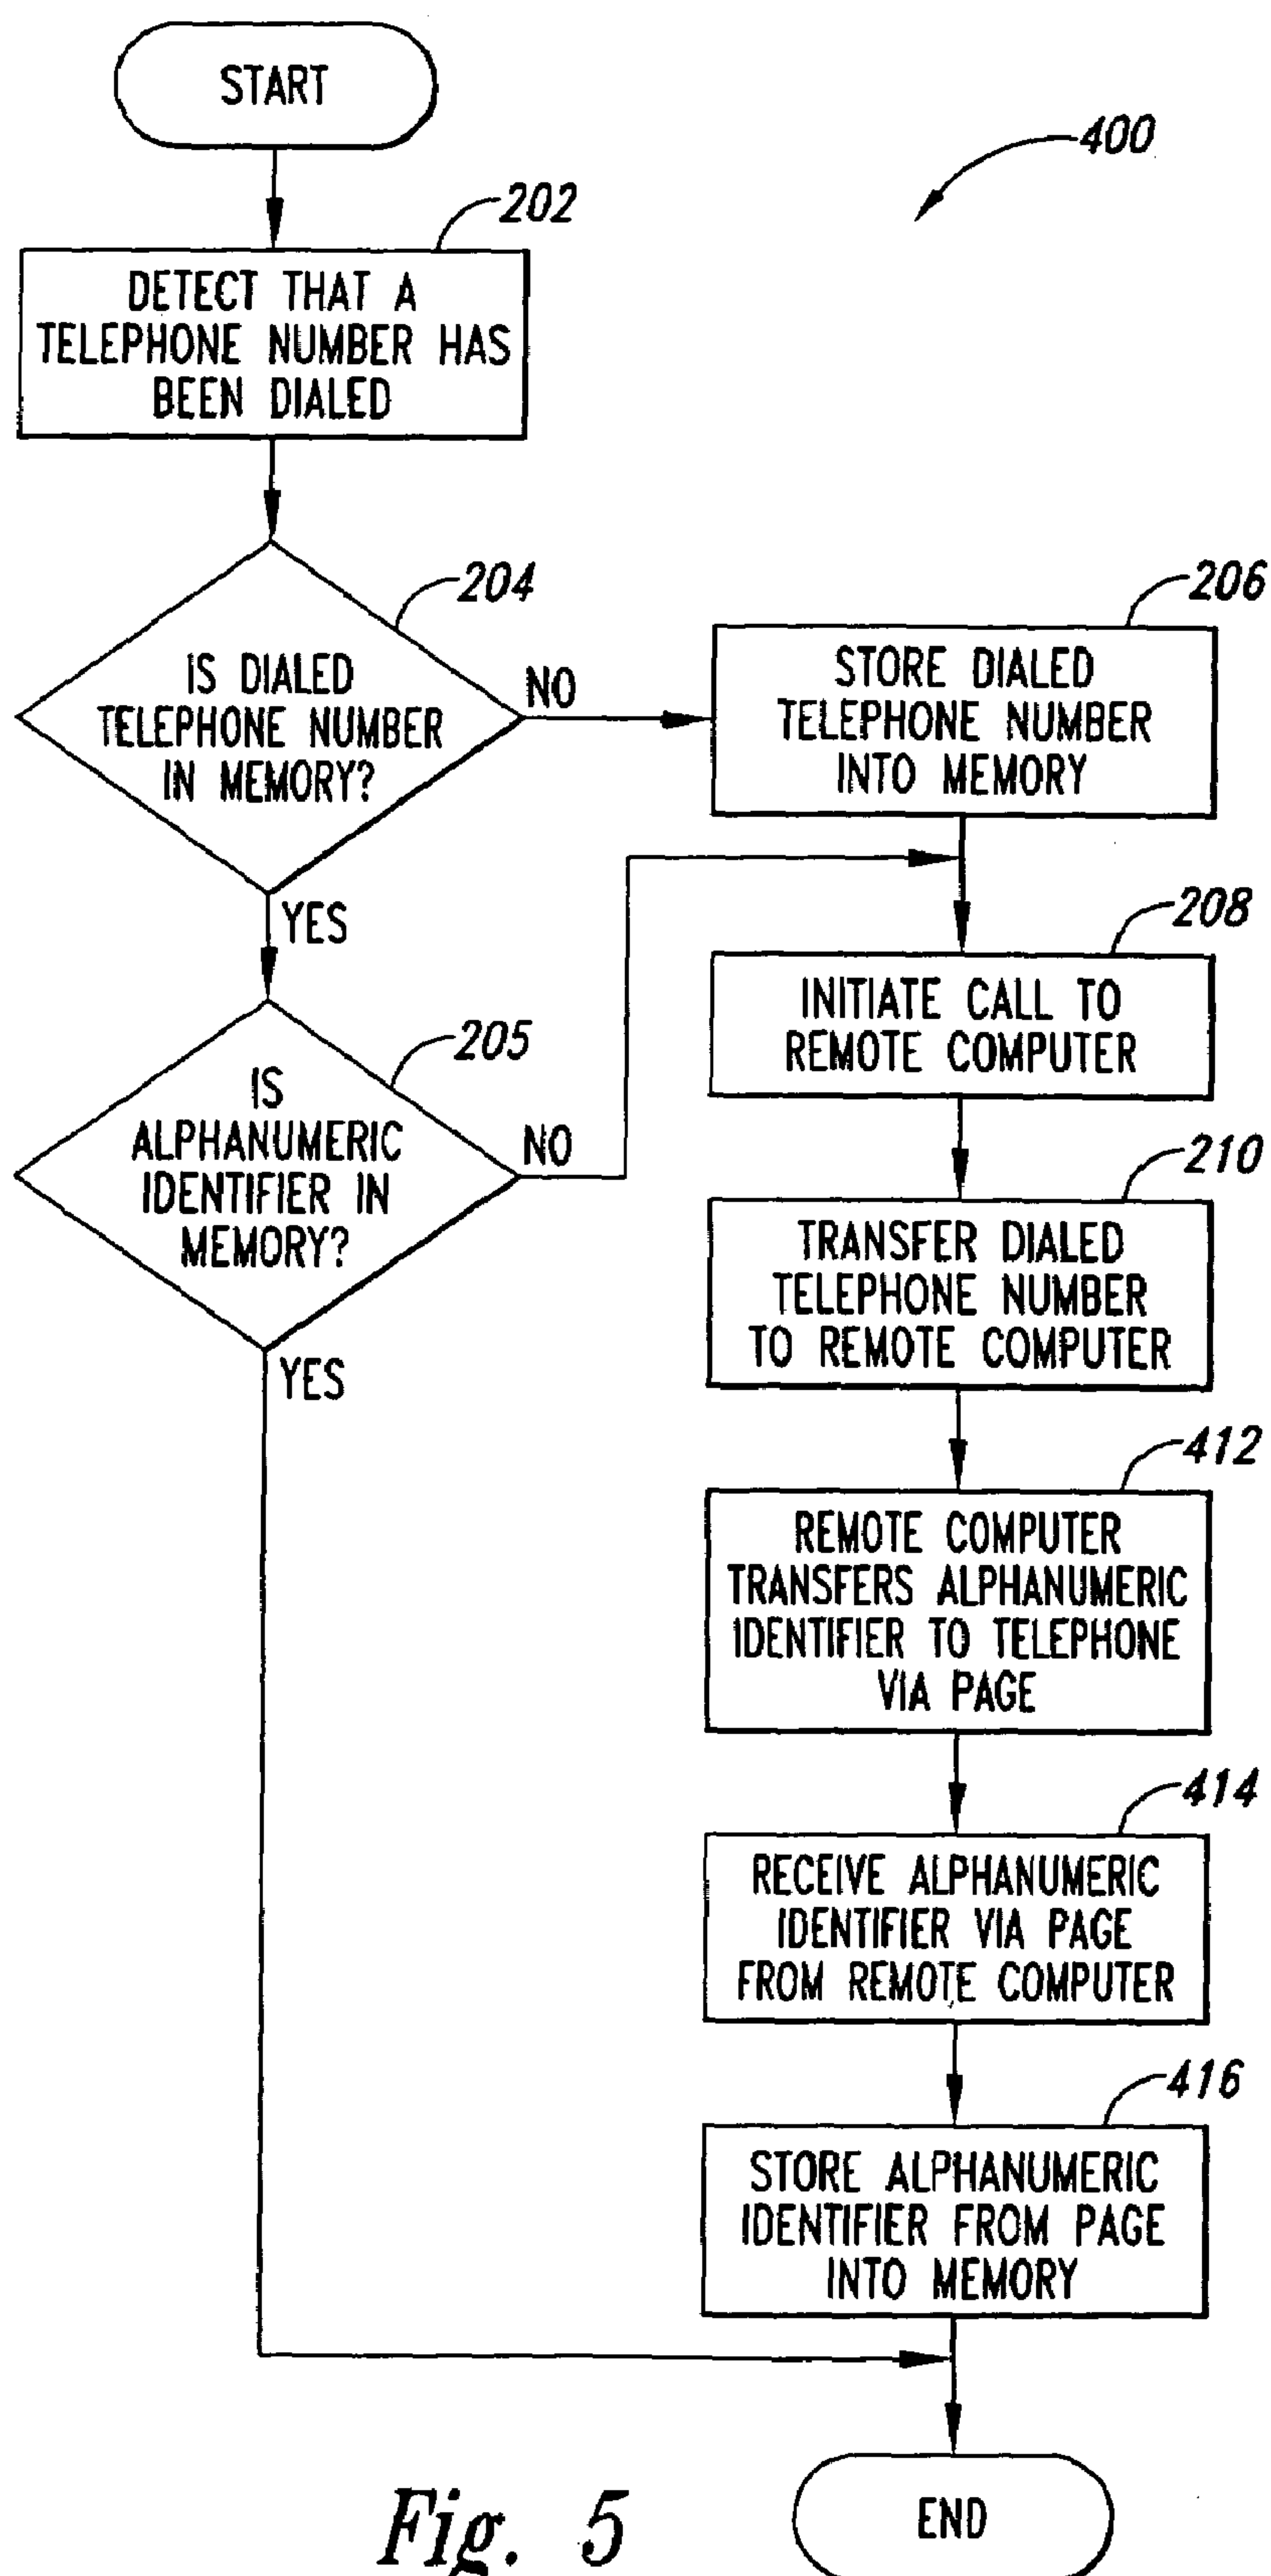 START
400
202
DETECT THAT A
TELEPHONE NUMBER HAS
BEEN DIALED
204
IS DIALED
TELEPHONE NUMBER
IN MEMORY?
NO
YES
206
STORE DIALED
TELEPHONE NUMBER
INTO MEMORY
205
IS
ALPHANUMERIC
IDENTIFIER IN
MEMORY?
NO
YES
208
INITIATE CALL TO
REMOTE COMPUTER
210
TRANSFER DIALED
TELEPHONE NUMBER
TO REMOTE COMPUTER
412
REMOTE COMPUTER
TRANSFERS ALPHANUMERIC
IDENTIFIER TO TELEPHONE
VIA PAGE
414
RECEIVE ALPHANUMERIC
IDENTIFIER VIA PAGE
FROM REMOTE COMPUTER
416
STORE ALPHANUMERIC
IDENTIFIER FROM PAGE
INTO MEMORY
END
Fig. 5